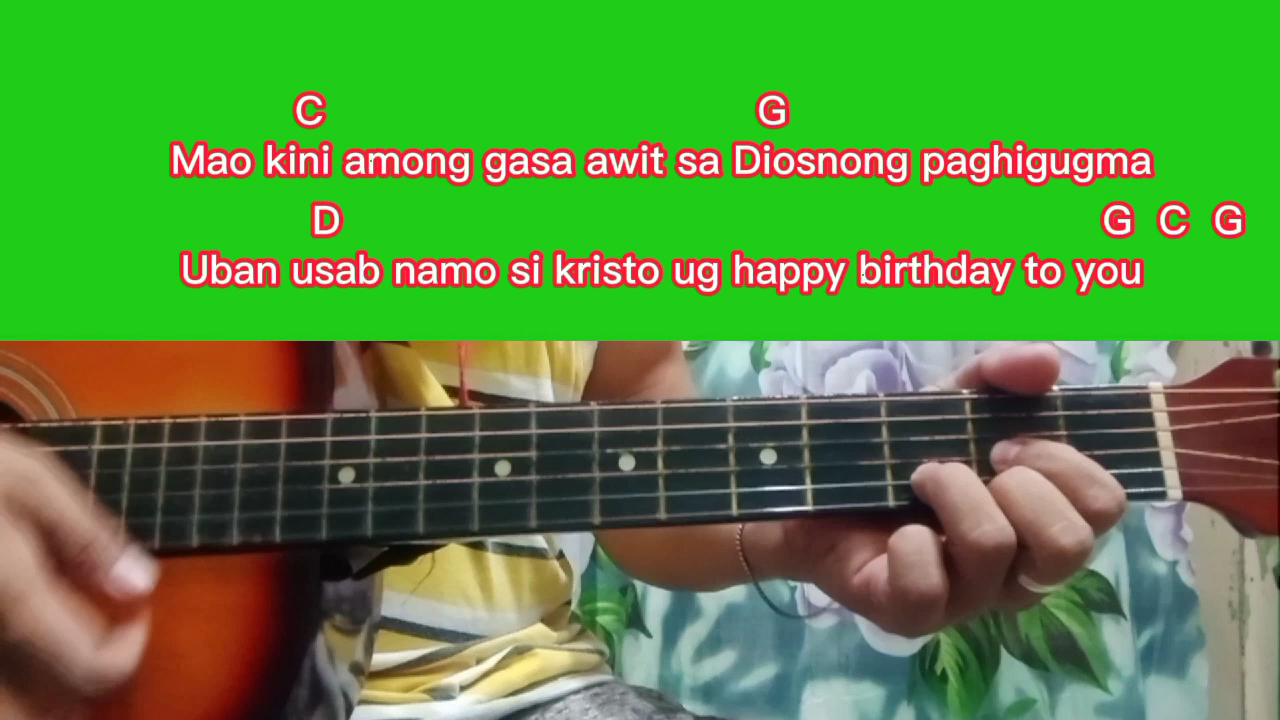 C G
Mao kini among gasa awit sa Diosnong paghigugma
D G C G
Uban usab namo si kristo ug happy birthday to you